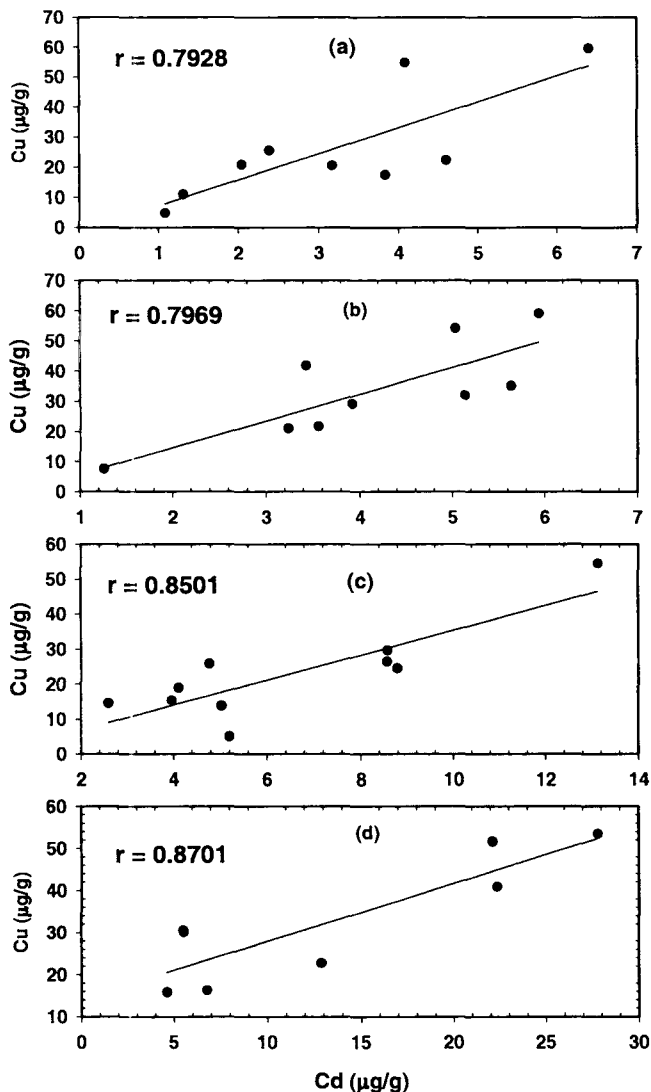 70
60
50
40
30
20
10
0
Cu (µg/g)
r = 0.7928
(a)
0 1 2 3 4 5 6 7
70
60
50
40
30
20
10
0
Cu (µg/g)
r = 0.7969
(b)
1 2 3 4 5 6 7
60
50
40
30
20
10
0
Cu (µg/g)
r = 0.8501
(c)
2 4 6 8 10 12 14
60
50
40
30
20
10
Cu (µg/g)
r = 0.8701
(d)
0 5 10 15 20 25 30
Cd (µg/g)